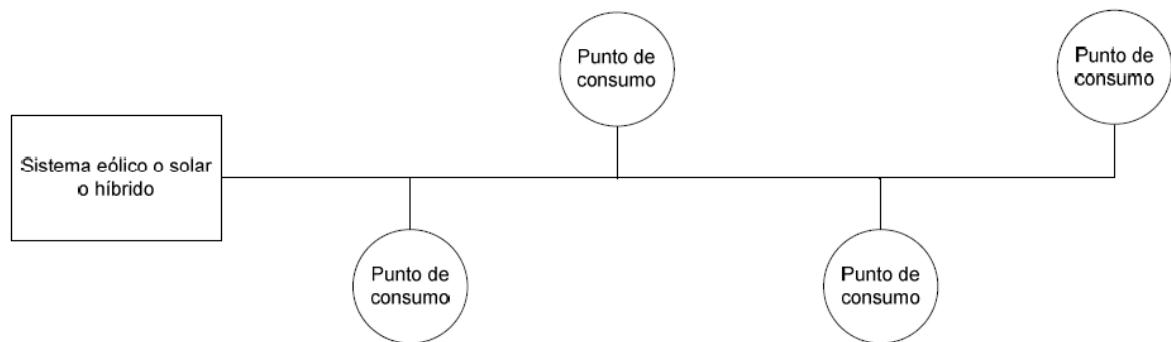 Sistema eólico o solar
o híbrido
Punto de
consumo
Punto de
consumo
Punto de
consumo
Punto de
consumo